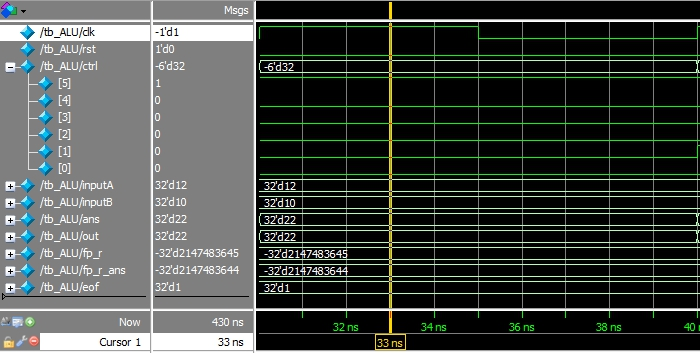 Msgs
/tb_ALU/clk -1'd1
/tb_ALU/rst 1'd0
/tb_ALU/ctrl -6'd32 -6'd32
[5] 1
[4] 0
[3] 0
[2] 0
[1] 0
[0] 0
/tb_ALU/inputA 32'd12 32'd12
/tb_ALU/inputB 32'd10 32'd10
/tb_ALU/ans 32'd22 32'd22
/tb_ALU/out 32'd22 32'd22
/tb_ALU/fp_r -32'd2147483645 -32'd2147483645
/tb_ALU/fp_r_ans -32'd2147483644 -32'd2147483644
/tb_ALU/eof 32'd1 32'd1
Now 430 ns 32 ns 34 ns 36 ns 38 ns 40
Cursor 1 33 ns 33 ns